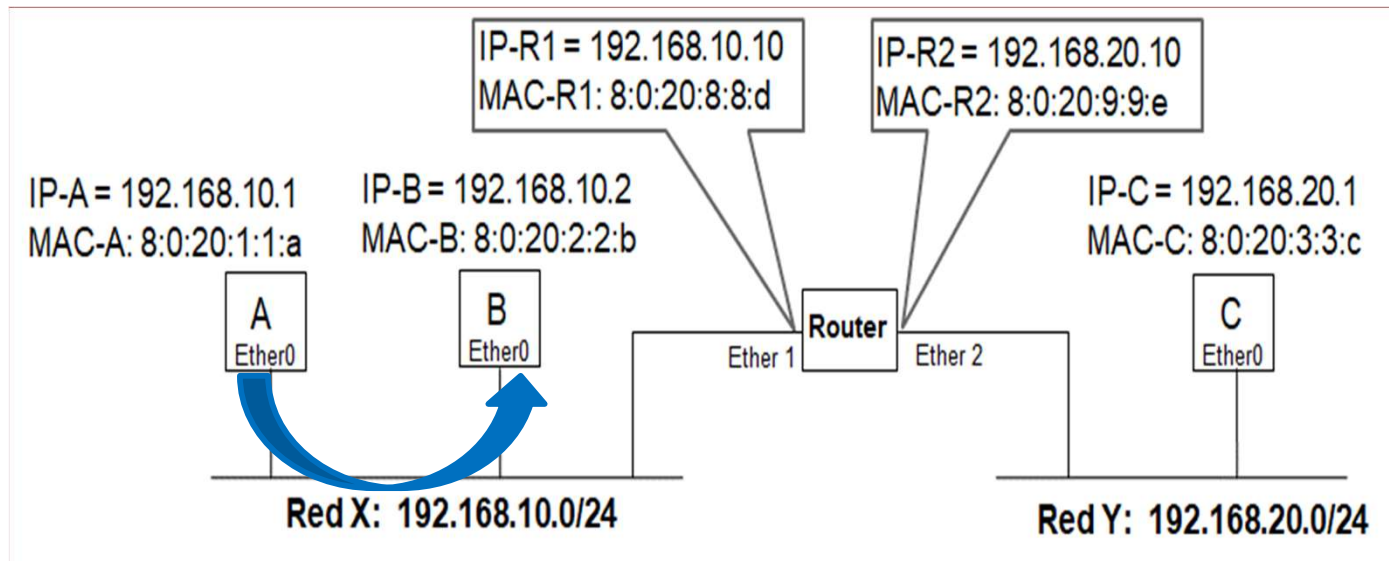 IP-R1 = 192.168.10.10
MAC-R1: 8:0:20:8:8:d
IP-R2 = 192.168.20.10
MAC-R2: 8:0:20:9:9:e
IP-A = 192.168.10.1
MAC-A: 8:0:20:1:1:a
IP-B = 192.168.10.2
MAC-B: 8:0:20:2:2:b
IP-C = 192.168.20.1
MAC-C: 8:0:20:3:3:c
A
Ether0
B
Ether0
Ether 1
Router
Ether 2
C
Ether0
Red X: 192.168.10.0/24
Red Y: 192.168.20.0/24